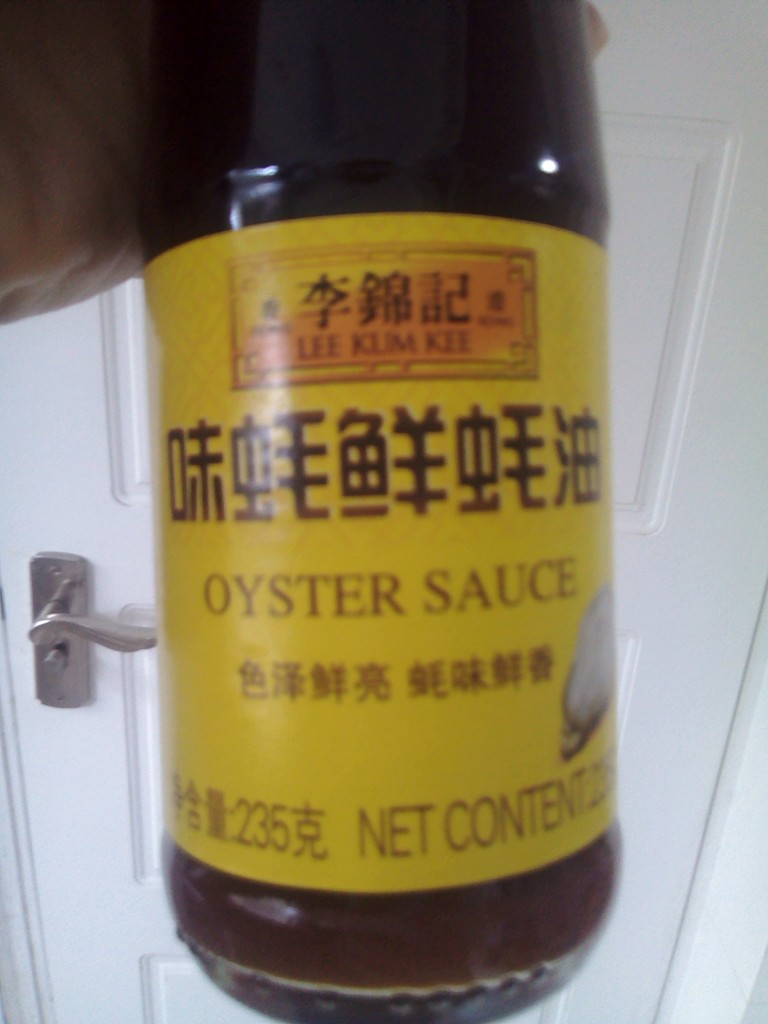 李錦記
LEE KUM KEE
味蚝鲜蚝油
OYSTER SAUCE
色泽鲜亮 蚝味鲜香
含量:235克 NET CONTENT: